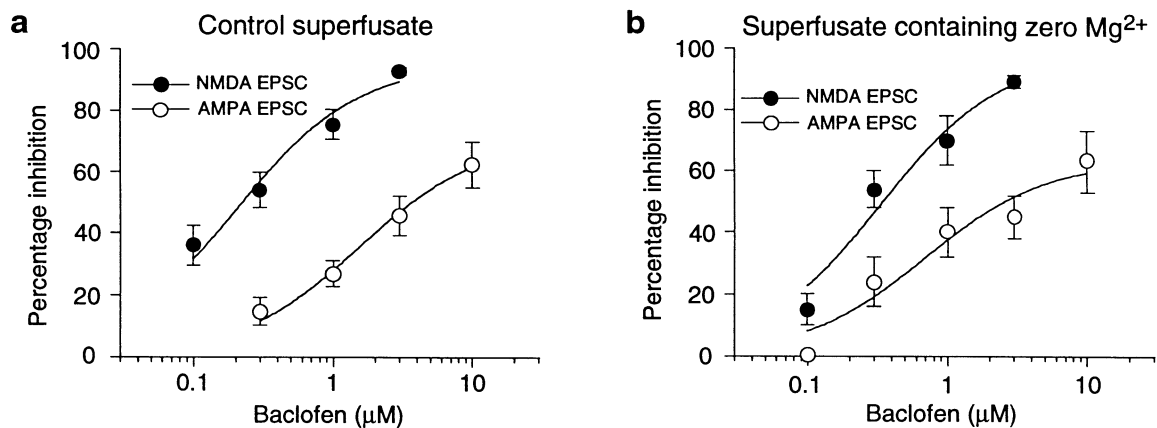 a
Control superfusate
100
80
60
40
20
0
Percentage inhibition
NMDA EPSC
AMPA EPSC
0.1
1
10
Baclofen (μM)
b
Superfusate containing zero Mg²⁺
100
80
60
40
20
0
Percentage inhibition
NMDA EPSC
AMPA EPSC
0.1
1
10
Baclofen (μM)